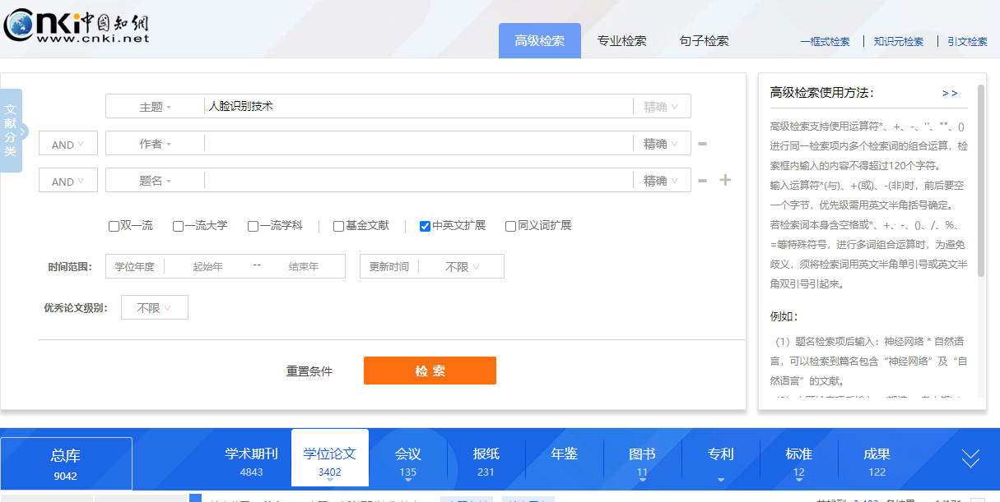 cnki中国知网
www.cnki.net
高级检索 专业检索 句子检索 一框式检索 知识元检索 引文检索
文献分类
主题 人脸识别技术 精确
AND 作者 精确
AND 题名 精确
双一流 一流大学 一流学科 基金文献 中英文扩展 同义词扩展
时间范围： 学位年度 起始年 -- 结束年 更新时间 不限
优秀论文级别： 不限
重置条件 检索
高级检索使用方法： >>
高级检索支持使用运算符*、+、-、''、""、()
进行同一检索项内多个检索词的组合运算，检
索框内输入的内容不得超过120个字符。
输入运算符*(与)、+(或)、-(非)时，前后要空
一个字节，优先级需用英文半角括号确定。
若检索词本身含空格或*、+、-、()、/、%、
=等特殊符号，进行多词组合运算时，为避免
歧义，须将检索词用英文半角单引号或英文半
角双引号引起来。
例如：
（1）题名检索项后输入：神经网络 * 自然语
言，可以检索到篇名包含“神经网络”及“自
然语言”的文献。
总库 学术期刊 学位论文 会议 报纸 年鉴 图书 专利 标准 成果
9042 4843 3402 135 231 11 12 122